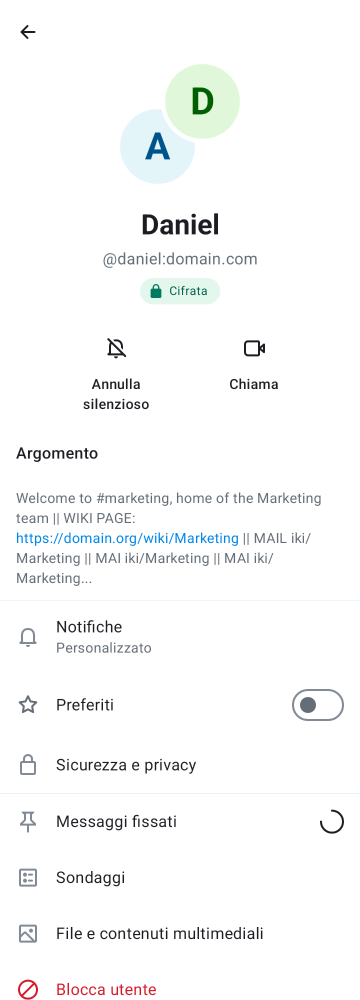 D
A
Daniel
@daniel:domain.com
Cifrata
Annulla
silenzioso
Chiama
Argomento
Welcome to #marketing, home of the Marketing
team || WIKI PAGE:
https://domain.org/wiki/Marketing || MAIL iki/
Marketing || MAI iki/Marketing || MAI iki/
Marketing...
Notifiche
Personalizzato
Preferiti
Sicurezza e privacy
Messaggi fissati
Sondaggi
File e contenuti multimediali
Blocca utente